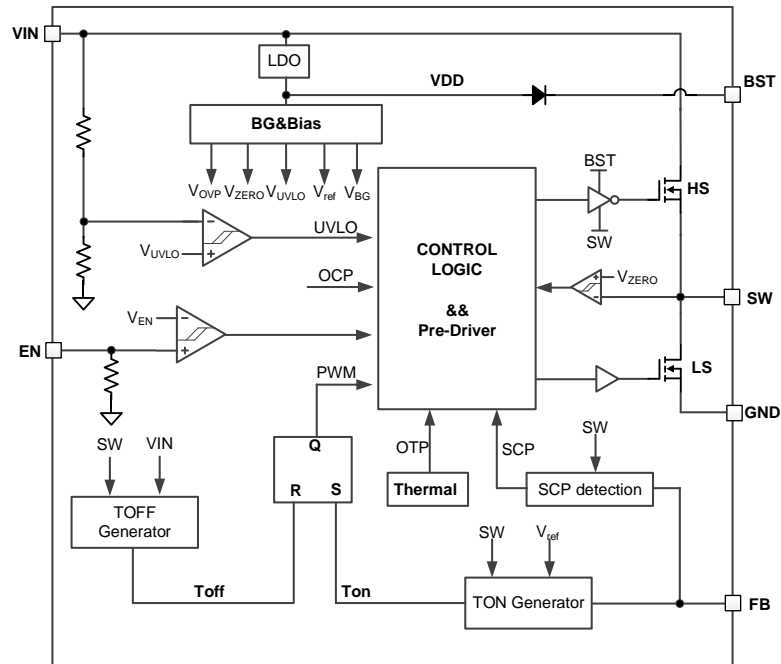 VIN
LDO
VDD
BST
BG&Bias
VOVP VZERO VUVLO Vref VBG
BST
HS
SW
UVLO
VUVLO
CONTROL
LOGIC
&&
Pre-Driver
OCP
VZERO
SW
VEN
EN
LS
PWM
GND
SW VIN
Q
R S
OTP
SCP
SW
Thermal
SCP detection
TOFF
Generator
SW Vref
Toff
Ton
TON Generator
FB